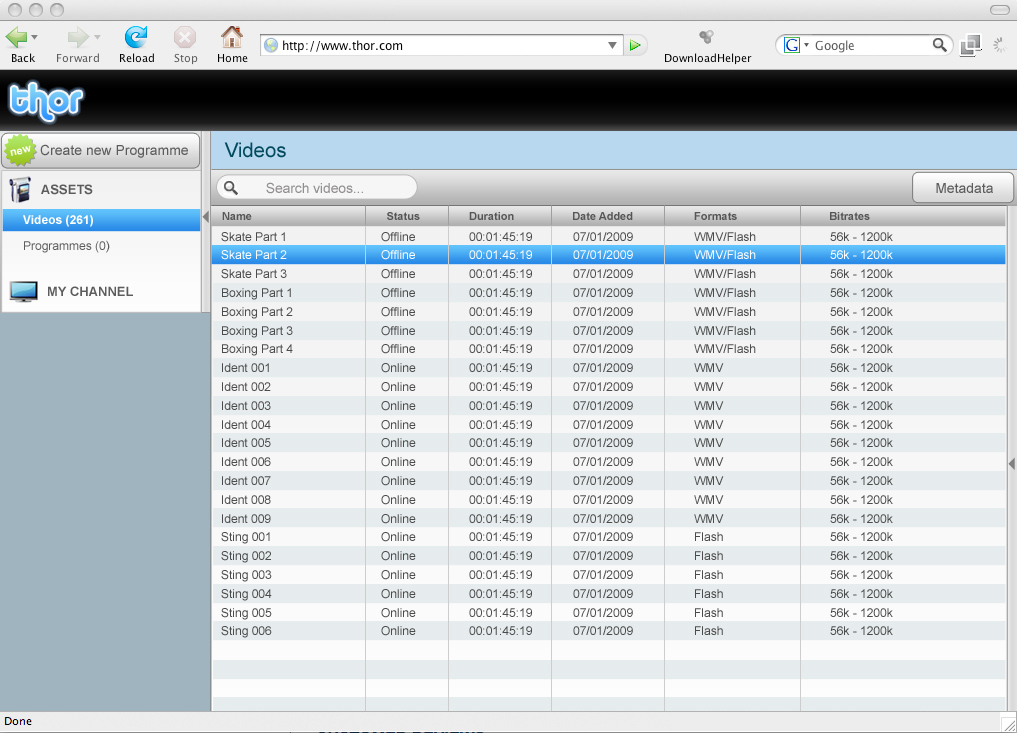 Back Forward Reload Stop Home http://www.thor.com DownloadHelper G Google
thor
new Create new Programme
ASSETS
Videos (261)
Programmes (0)
MY CHANNEL
Videos
Search videos... Metadata
Name Status Duration Date Added Formats Bitrates
Skate Part 1 Offline 00:01:45:19 07/01/2009 WMV/Flash 56k - 1200k
Skate Part 2 Offline 00:01:45:19 07/01/2009 WMV/Flash 56k - 1200k
Skate Part 3 Offline 00:01:45:19 07/01/2009 WMV/Flash 56k - 1200k
Boxing Part 1 Offline 00:01:45:19 07/01/2009 WMV/Flash 56k - 1200k
Boxing Part 2 Offline 00:01:45:19 07/01/2009 WMV/Flash 56k - 1200k
Boxing Part 3 Offline 00:01:45:19 07/01/2009 WMV/Flash 56k - 1200k
Boxing Part 4 Offline 00:01:45:19 07/01/2009 WMV/Flash 56k - 1200k
Ident 001 Online 00:01:45:19 07/01/2009 WMV 56k - 1200k
Ident 002 Online 00:01:45:19 07/01/2009 WMV 56k - 1200k
Ident 003 Online 00:01:45:19 07/01/2009 WMV 56k - 1200k
Ident 004 Online 00:01:45:19 07/01/2009 WMV 56k - 1200k
Ident 005 Online 00:01:45:19 07/01/2009 WMV 56k - 1200k
Ident 006 Online 00:01:45:19 07/01/2009 WMV 56k - 1200k
Ident 007 Online 00:01:45:19 07/01/2009 WMV 56k - 1200k
Ident 008 Online 00:01:45:19 07/01/2009 WMV 56k - 1200k
Ident 009 Online 00:01:45:19 07/01/2009 WMV 56k - 1200k
Sting 001 Online 00:01:45:19 07/01/2009 Flash 56k - 1200k
Sting 002 Online 00:01:45:19 07/01/2009 Flash 56k - 1200k
Sting 003 Online 00:01:45:19 07/01/2009 Flash 56k - 1200k
Sting 004 Online 00:01:45:19 07/01/2009 Flash 56k - 1200k
Sting 005 Online 00:01:45:19 07/01/2009 Flash 56k - 1200k
Sting 006 Online 00:01:45:19 07/01/2009 Flash 56k - 1200k
Done